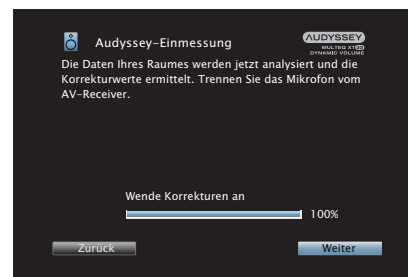 Audyssey-Einmessung
AUDYSSEY
MULTEQ XT32
DYNAMIC VOLUME
Die Daten Ihres Raumes werden jetzt analysiert und die
Korrekturwerte ermittelt. Trennen Sie das Mikrofon vom
AV-Receiver.
Wende Korrekturen an
100%
Zurück
Weiter